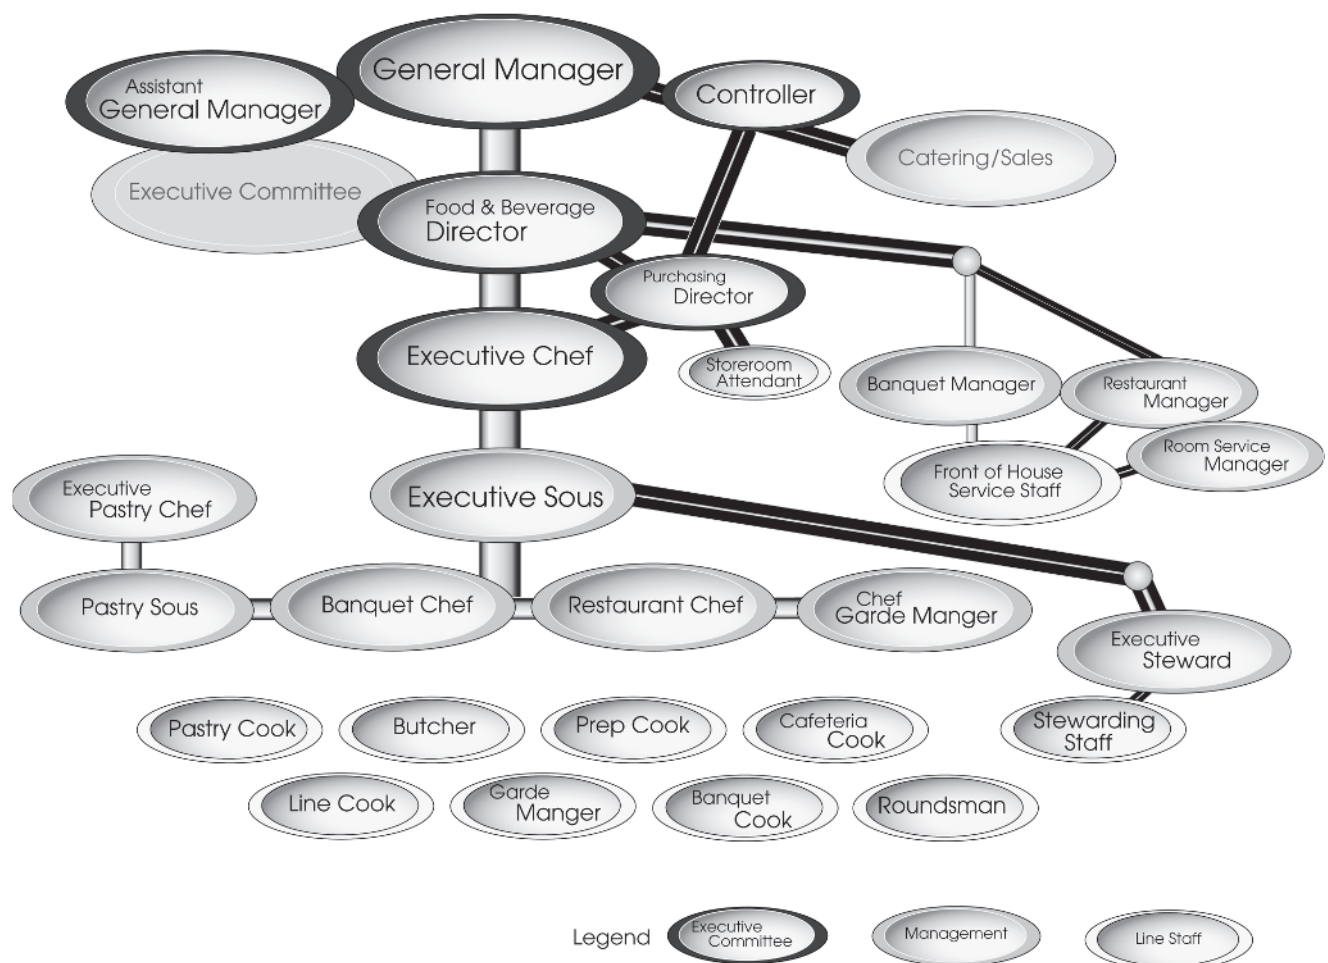 General Manager
Assistant
General Manager
Controller
Catering/Sales
Executive Committee
Food & Beverage
Director
Purchasing
Director
Executive Chef
Storeroom
Attendant
Banquet Manager
Restaurant
Manager
Room Service
Manager
Front of House
Service Staff
Executive
Pastry Chef
Executive Sous
Pastry Sous
Banquet Chef
Restaurant Chef
Chef
Garde Manger
Executive
Steward
Pastry Cook
Butcher
Prep Cook
Cafeteria
Cook
Stewarding
Staff
Line Cook
Garde
Manger
Banquet
Cook
Roundsman
Legend
Executive
Committee
Management
Line Staff